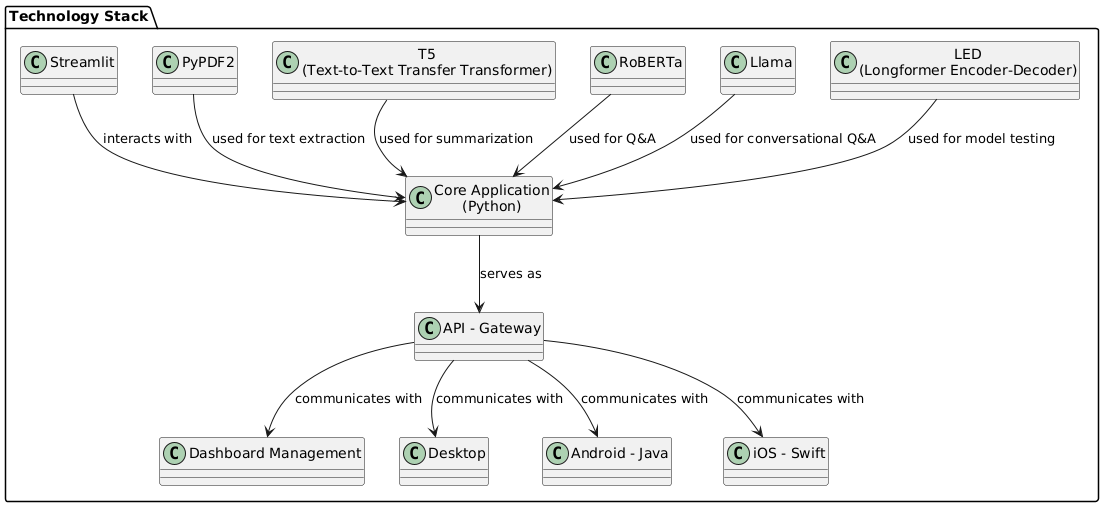 Technology Stack
C Streamlit
C PyPDF2
C T5
(Text-to-Text Transfer Transformer)
C RoBERTa
C Llama
C LED
(Longformer Encoder-Decoder)
interacts with
used for text extraction
used for summarization
used for Q&A
used for conversational Q&A
used for model testing
C Core Application
(Python)
serves as
C API - Gateway
communicates with
communicates with
communicates with
communicates with
C Dashboard Management
C Desktop
C Android - Java
C iOS - Swift